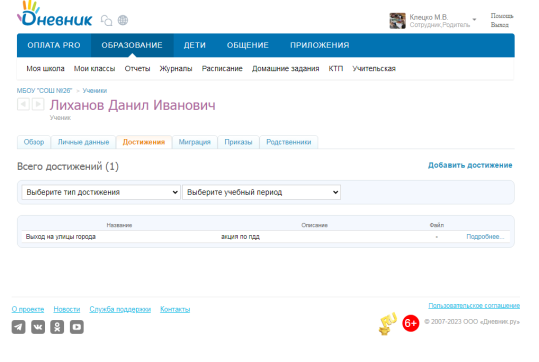 Дневник
Клецко М.В.
Сотрудник,Родитель
Помощь
Выход
ОПЛАТА PRO ОБРАЗОВАНИЕ ДЕТИ ОБЩЕНИЕ ПРИЛОЖЕНИЯ
Моя школа Мои классы Отчеты Журналы Расписание Домашние задания КТП Учительская
МБОУ "СОШ №26" Ученики
Лиханов Данил Иванович
Ученик
Обзор Личные данные Достижения Миграция Приказы Родственники
Всего достижений (1) Добавить достижение
Выберите тип достижения Выберите учебный период
Название Описание Файл
Выход на улицы города акция по пдд - Подробнее...
О проекте Новости Служба поддержки Контакты
Пользовательское соглашение
6+ © 2007-2023 ООО «Дневник.ру»